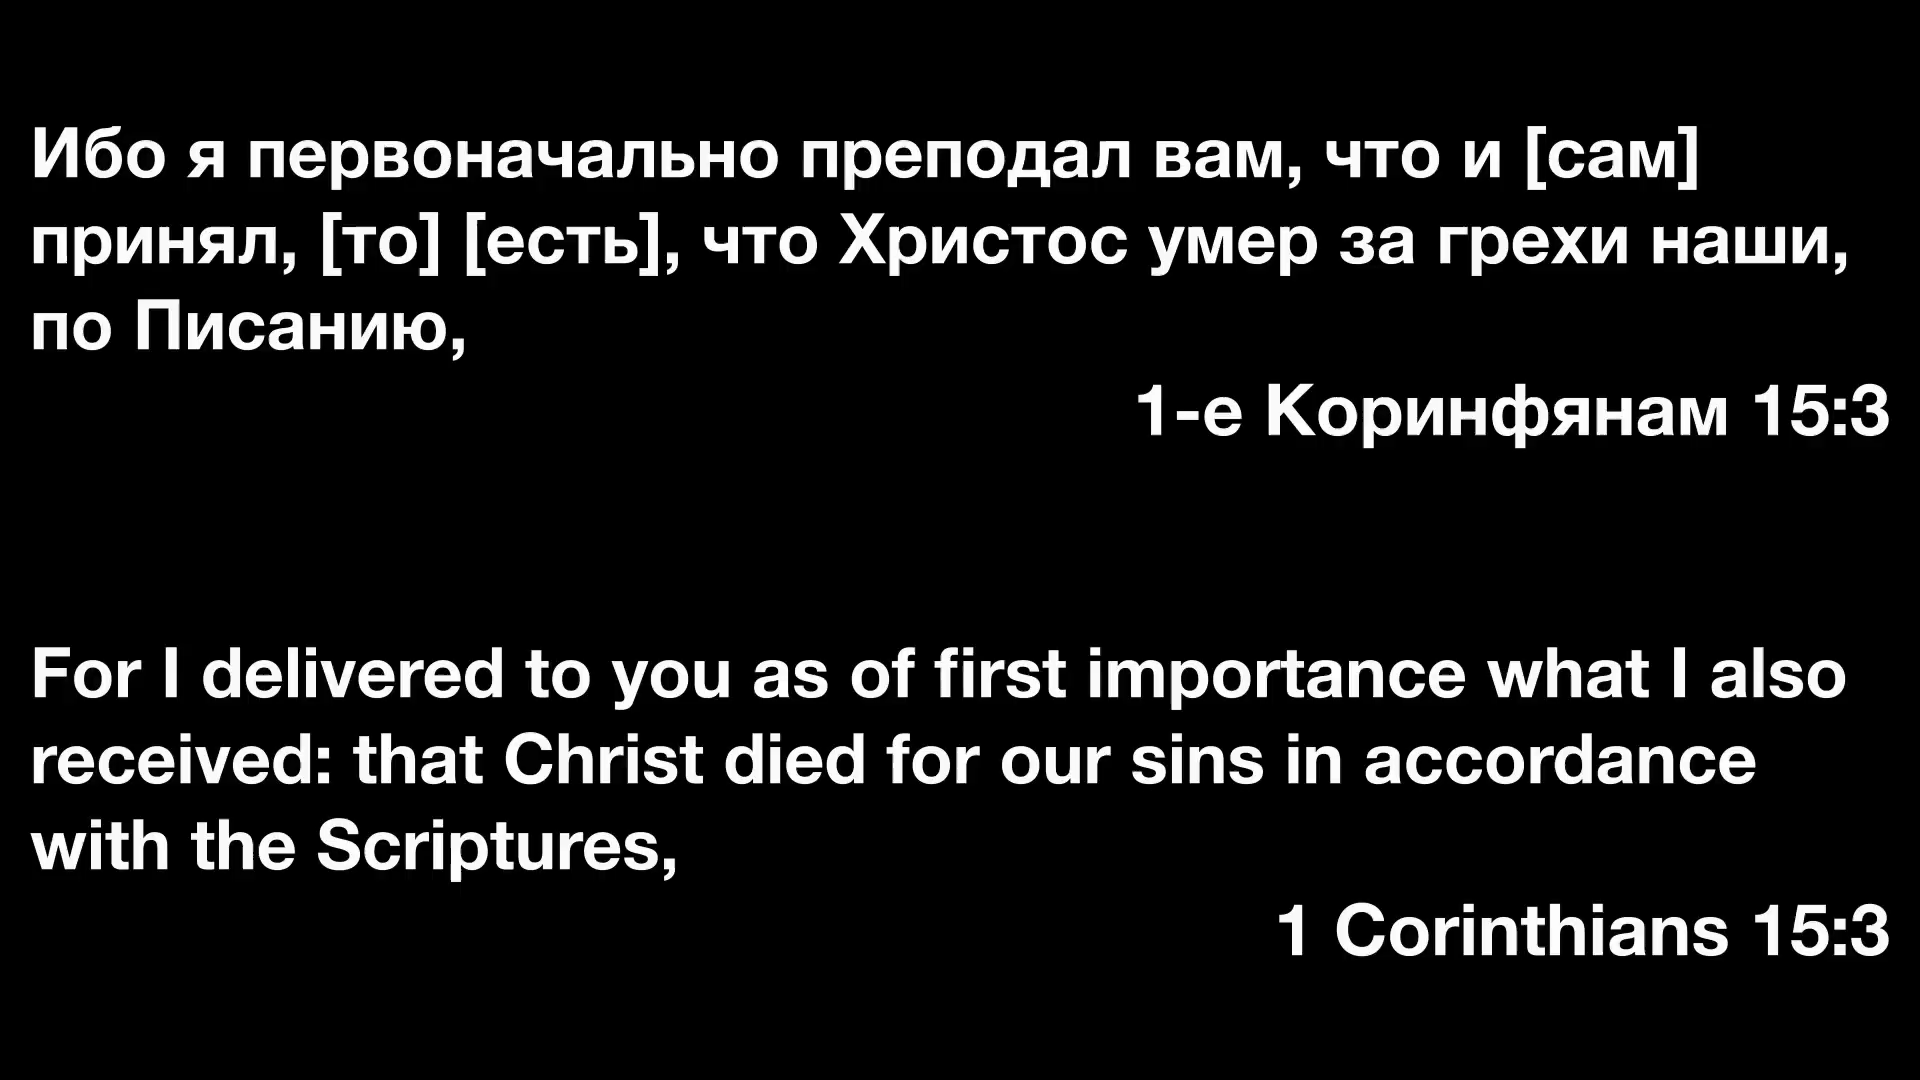 Ибо я первоначально преподал вам, что и [сам]
принял, [то] [есть], что Христос умер за грехи наши,
по Писанию,
1-е Коринфянам 15:3
For I delivered to you as of first importance what I also
received: that Christ died for our sins in accordance
with the Scriptures,
1 Corinthians 15:3